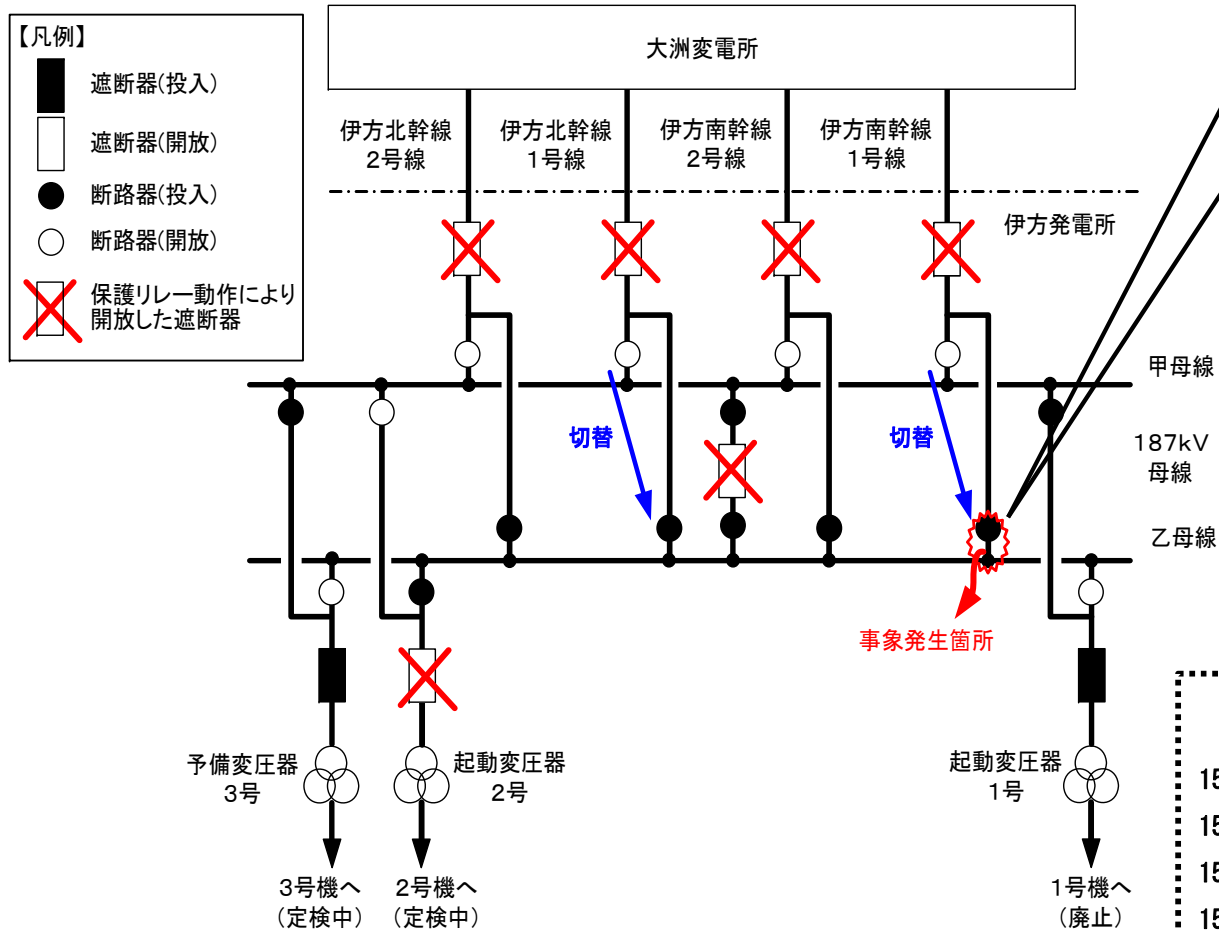 【凡例】
遮断器(投入)
遮断器(開放)
断路器(投入)
断路器(開放)
保護リレー動作により
開放した遮断器
大洲変電所
伊方北幹線
2号線
伊方北幹線
1号線
伊方南幹線
2号線
伊方南幹線
1号線
伊方発電所
甲母線
切替
切替
187kV
母線
乙母線
事象発生箇所
予備変圧器
3号
起動変圧器
2号
起動変圧器
1号
3号機へ
(定検中)
2号機へ
(定検中)
1号機へ
(廃止)
15
15
15
15